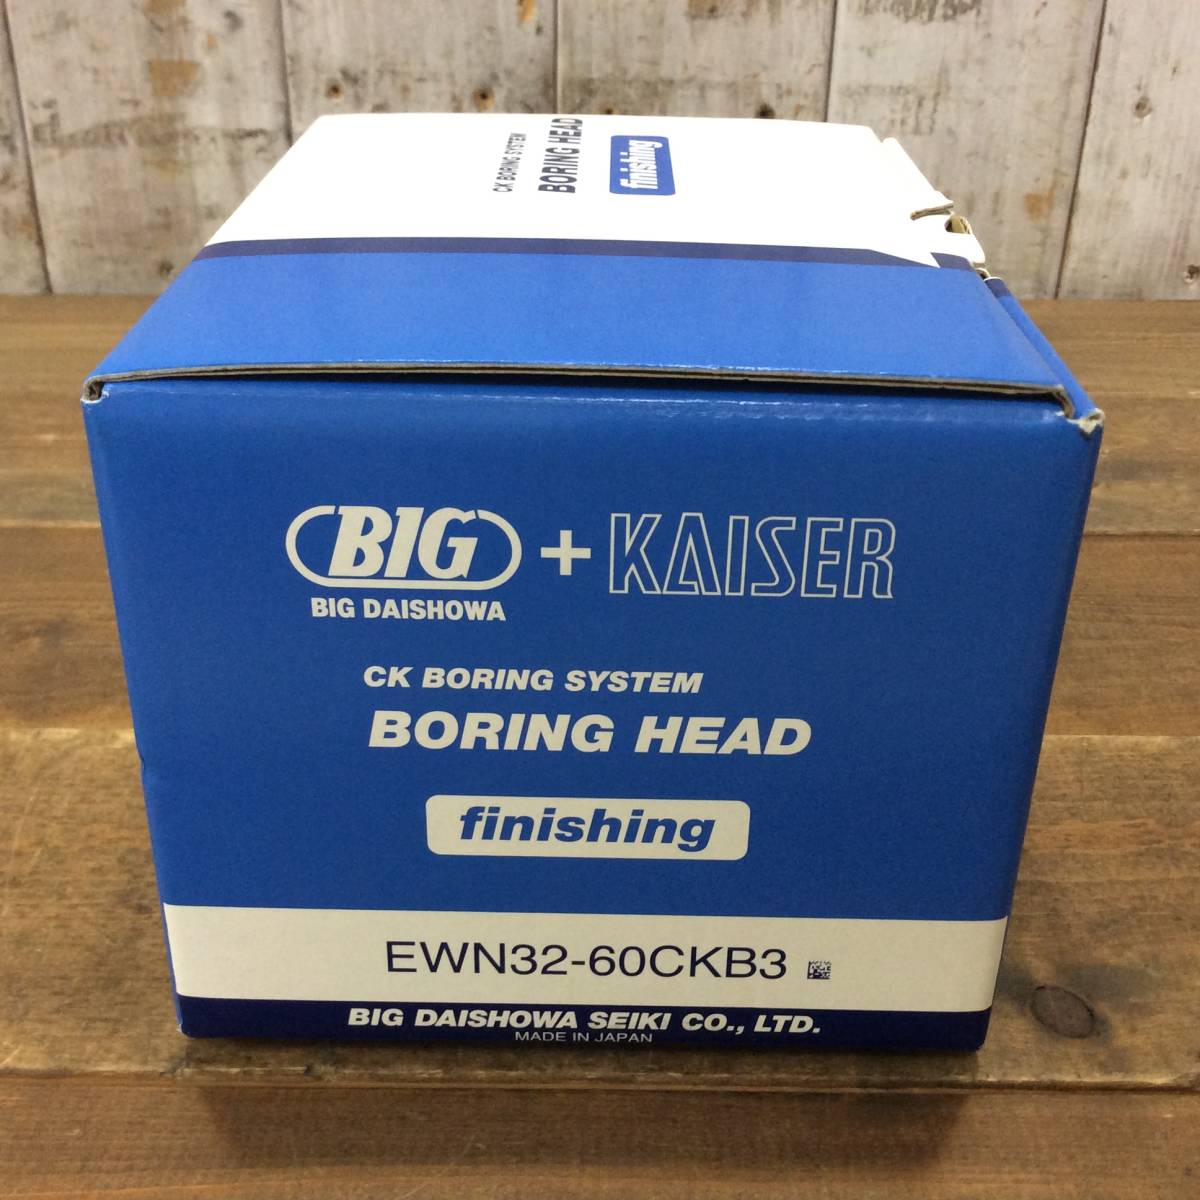 CK BORING SYSTEM
BORING HEAD
finishing
BIG + KAISER
BIG DAISHOWA
CK BORING SYSTEM
BORING HEAD
finishing
EWN32-60CKB3
BIG DAISHOWA SEIKI CO., LTD.
MADE IN JAPAN